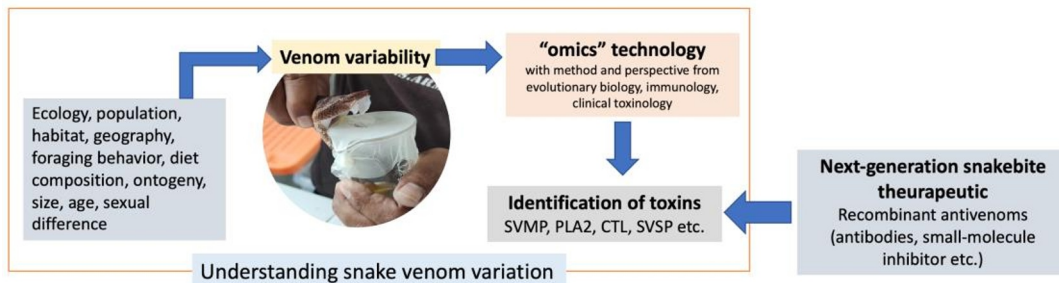 Ecology, population,
habitat, geography,
foraging behavior, diet
composition, ontogeny,
size, age, sexual
difference
Venom variability
“omics” technology
with method and perspective from
evolutionary biology, immunology,
clinical toxinology
Identification of toxins
SVMP, PLA2, CTL, SVSP etc.
Next-generation snakebite
theurapeutic
Recombinant antivenoms
(antibodies, small-molecule
inhibitor etc.)
Understanding snake venom variation